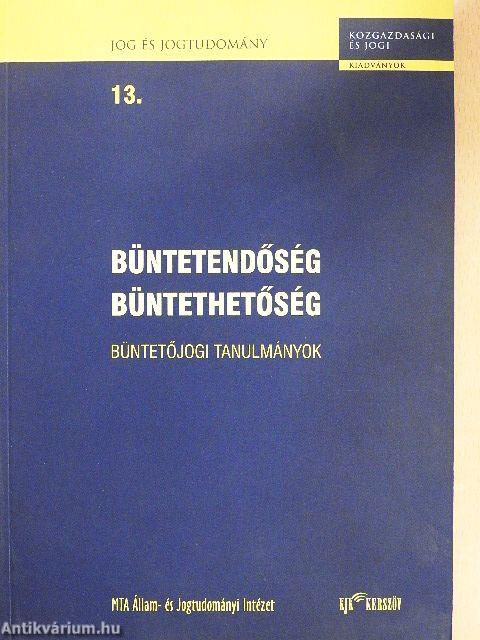 JOG ÉS JOGTUDOMÁNY
KÖZGAZDASÁGI
ÉS JOGI
KIADVÁNYOK
13.
BÜNTETENDŐSÉG
BÜNTETHETŐSÉG
BÜNTETŐJOGI TANULMÁNYOK
MTA Állam- és Jogtudományi Intézet
KJK KERSZÖV
Antikvárium.hu